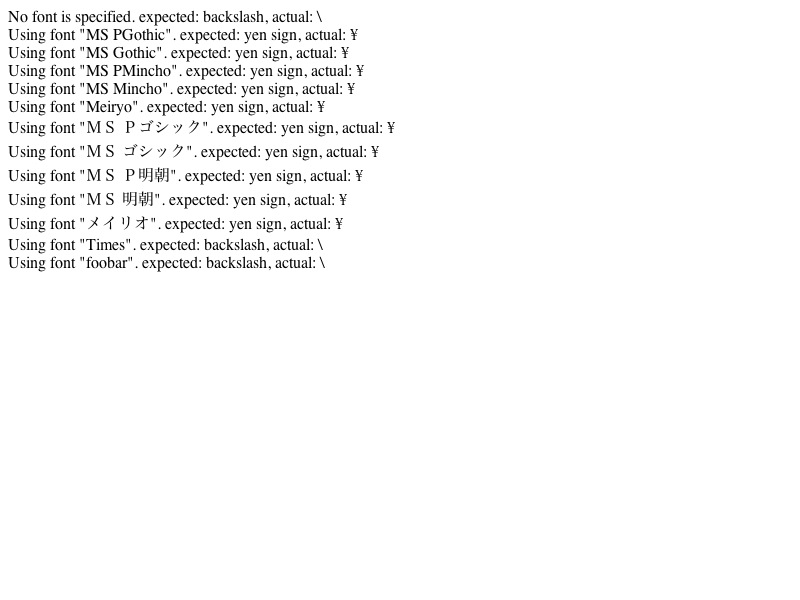 No font is specified. expected: backslash, actual: \
Using font "MS PGothic". expected: yen sign, actual: ¥
Using font "MS Gothic". expected: yen sign, actual: ¥
Using font "MS PMincho". expected: yen sign, actual: ¥
Using font "MS Mincho". expected: yen sign, actual: ¥
Using font "Meiryo". expected: yen sign, actual: ¥
Using font "ＭＳ Ｐゴシック". expected: yen sign, actual: ¥
Using font "ＭＳ ゴシック". expected: yen sign, actual: ¥
Using font "ＭＳ Ｐ明朝". expected: yen sign, actual: ¥
Using font "ＭＳ 明朝". expected: yen sign, actual: ¥
Using font "メイリオ". expected: yen sign, actual: ¥
Using font "Times". expected: backslash, actual: \
Using font "foobar". expected: backslash, actual: \